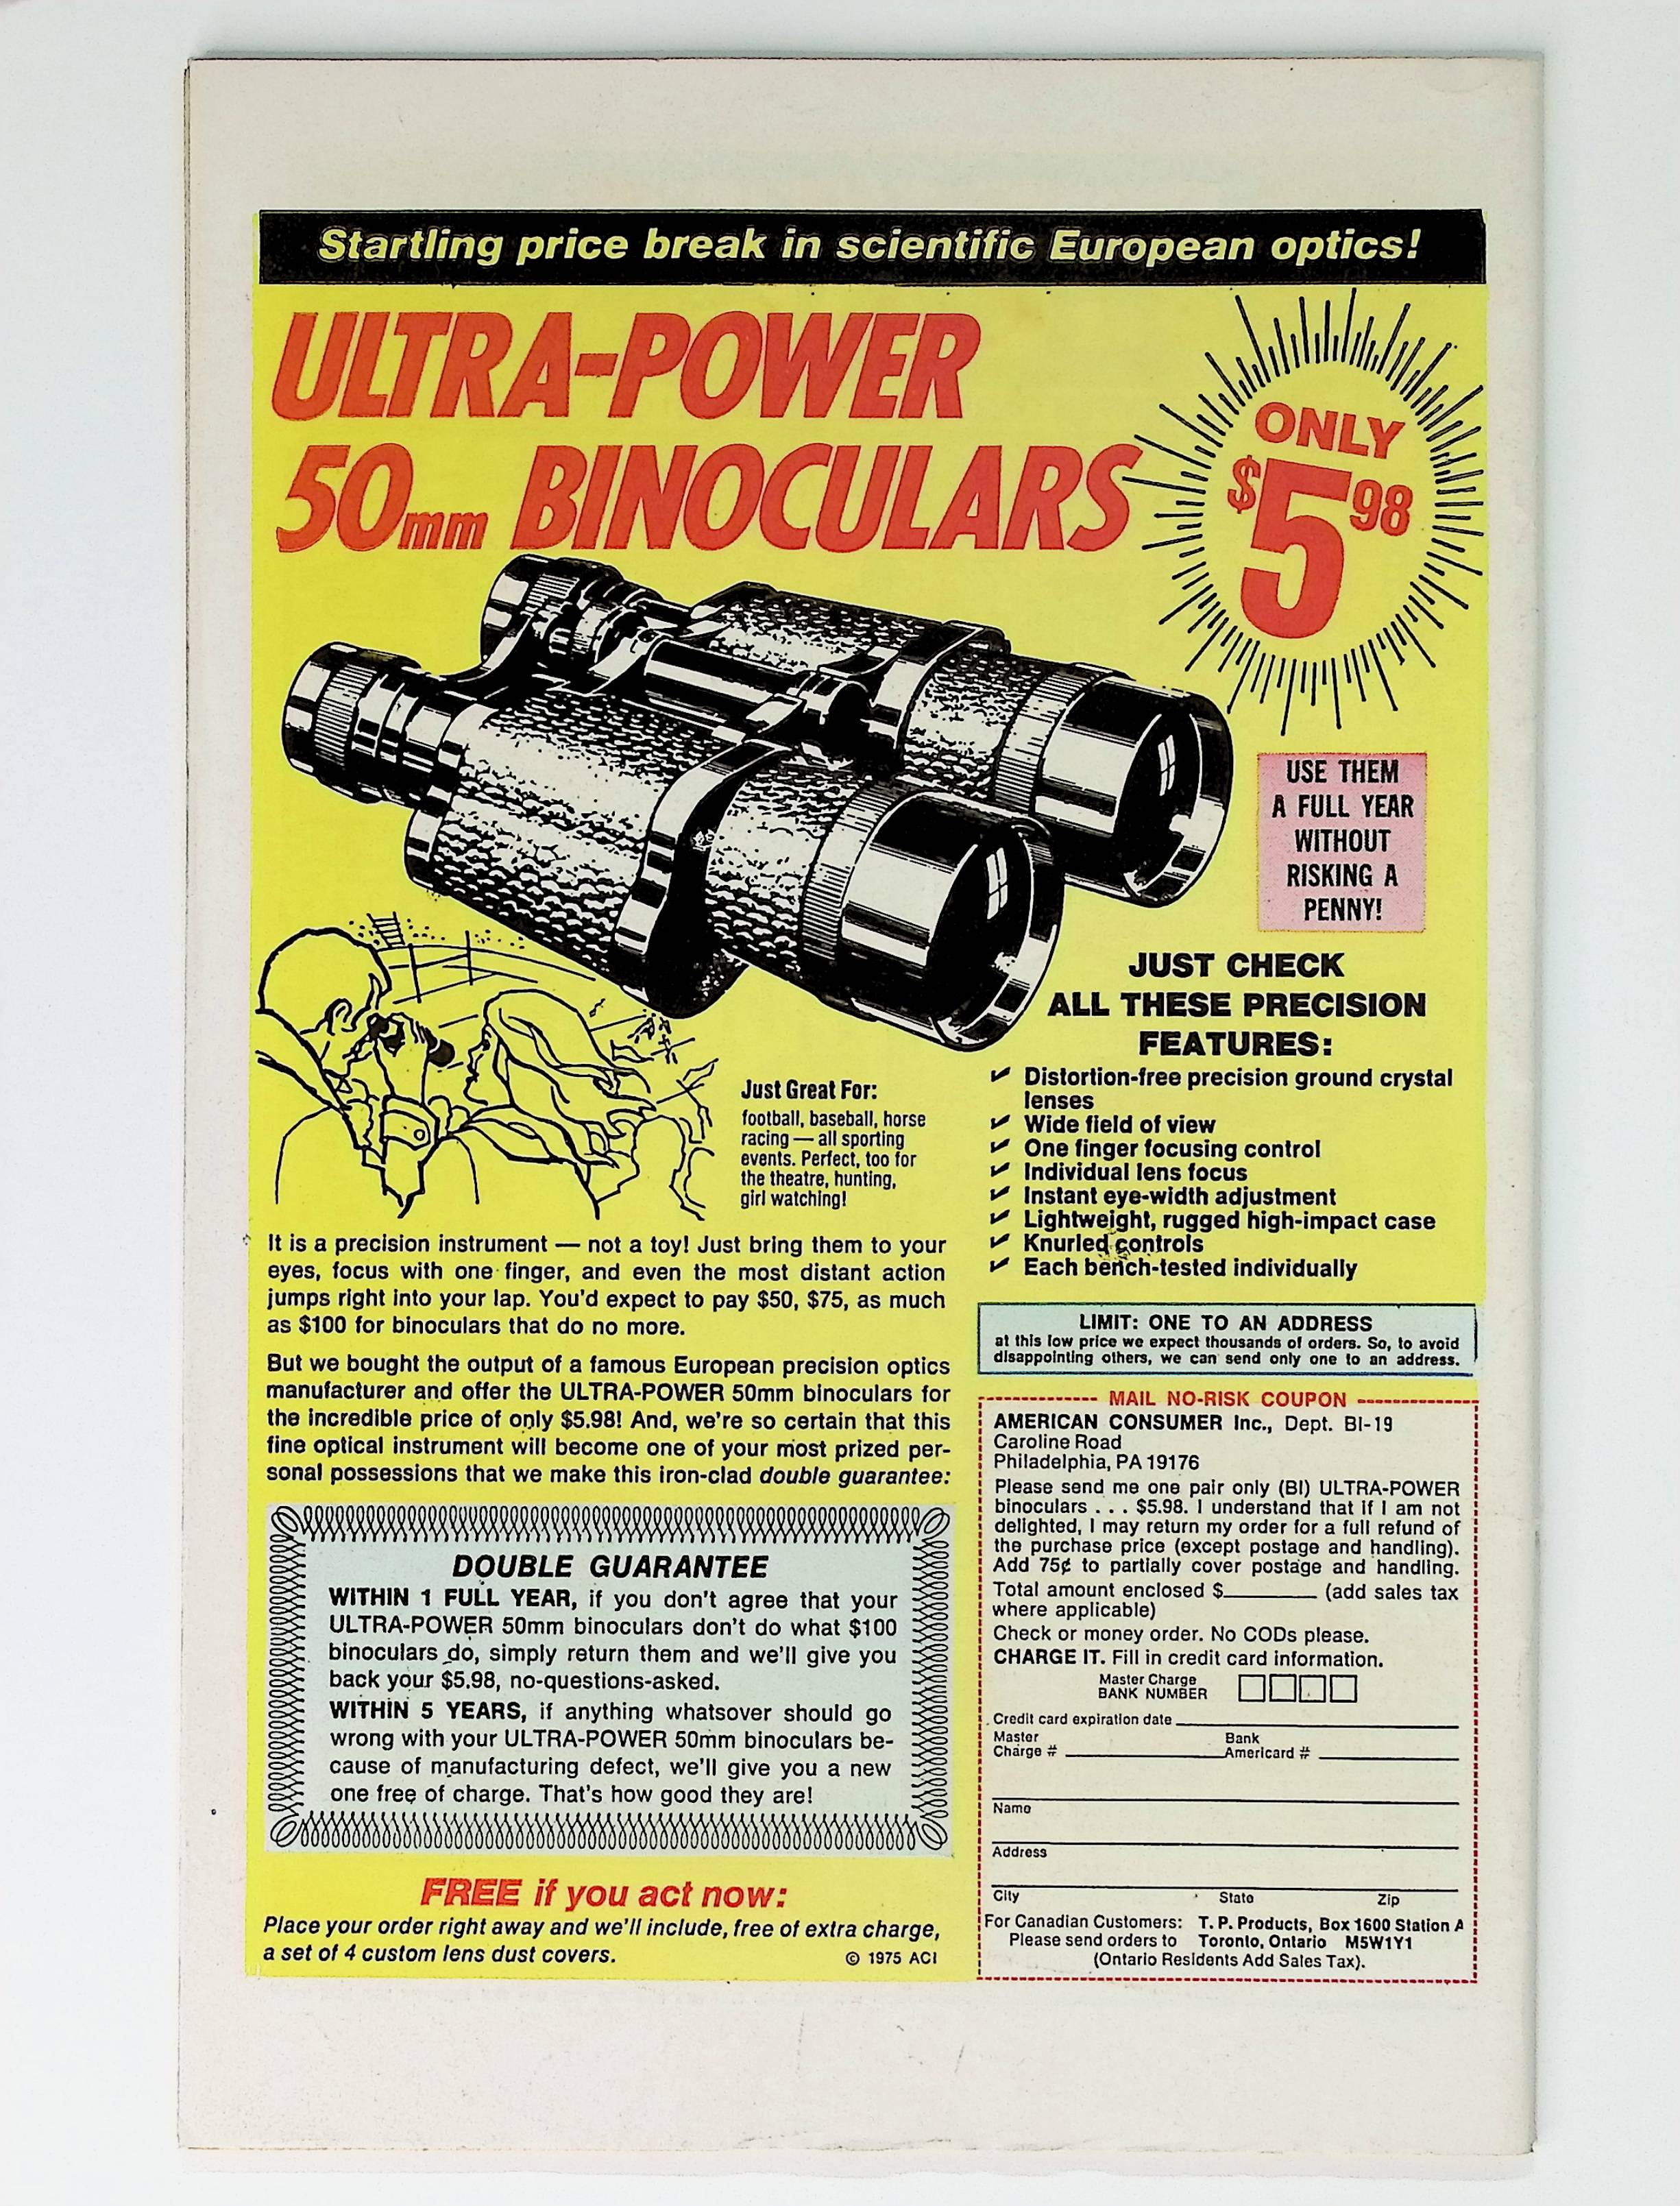 Startling price break in scientific European optics!
ULTRA-POWER
50mm BINOCULARS
ONLY
$5 98
USE THEM
A FULL YEAR
WITHOUT
RISKING A
PENNY!
JUST CHECK
ALL THESE PRECISION
FEATURES:
✓ Distortion-free precision ground crystal
lenses
✓ Wide field of view
✓ One finger focusing control
✓ Individual lens focus
✓ Instant eye-width adjustment
✓ Lightweight, rugged high-impact case
✓ Knurled controls
✓ Each bench-tested individually
Just Great For:
football, baseball, horse
racing — all sporting
events. Perfect, too for
the theatre, hunting,
girl watching!
It is a precision instrument — not a toy! Just bring them to your
eyes, focus with one finger, and even the most distant action
jumps right into your lap. You'd expect to pay $50, $75, as much
as $100 for binoculars that do no more.
But we bought the output of a famous European precision optics
manufacturer and offer the ULTRA-POWER 50mm binoculars for
the incredible price of only $5.98! And, we're so certain that this
fine optical instrument will become one of your most prized per-
sonal possessions that we make this iron-clad double guarantee:
DOUBLE GUARANTEE
WITHIN 1 FULL YEAR, if you don't agree that your
ULTRA-POWER 50mm binoculars don't do what $100
binoculars do, simply return them and we'll give you
back your $5.98, no-questions-asked.
WITHIN 5 YEARS, if anything whatsover should go
wrong with your ULTRA-POWER 50mm binoculars be-
cause of manufacturing defect, we'll give you a new
one free of charge. That's how good they are!
FREE if you act now:
Place your order right away and we'll include, free of extra charge,
a set of 4 custom lens dust covers.
© 1975 ACI
LIMIT: ONE TO AN ADDRESS
at this low price we expect thousands of orders. So, to avoid
disappointing others, we can send only one to an address.
MAIL NO-RISK COUPON
AMERICAN CONSUMER Inc., Dept. BI-19
Caroline Road
Philadelphia, PA 19176
Please send me one pair only (BI) ULTRA-POWER
binoculars . . . $5.98. I understand that if I am not
delighted, I may return my order for a full refund of
the purchase price (except postage and handling).
Add 75¢ to partially cover postage and handling.
Total amount enclosed $________ (add sales tax
where applicable)
Check or money order. No CODs please.
CHARGE IT. Fill in credit card information.
Master Charge
BANK NUMBER
Credit card expiration date
Master Bank
Charge # Americard #
Name
Address
City State Zip
For Canadian Customers: T. P. Products, Box 1600 Station A
Please send orders to Toronto, Ontario M5W1Y1
(Ontario Residents Add Sales Tax).